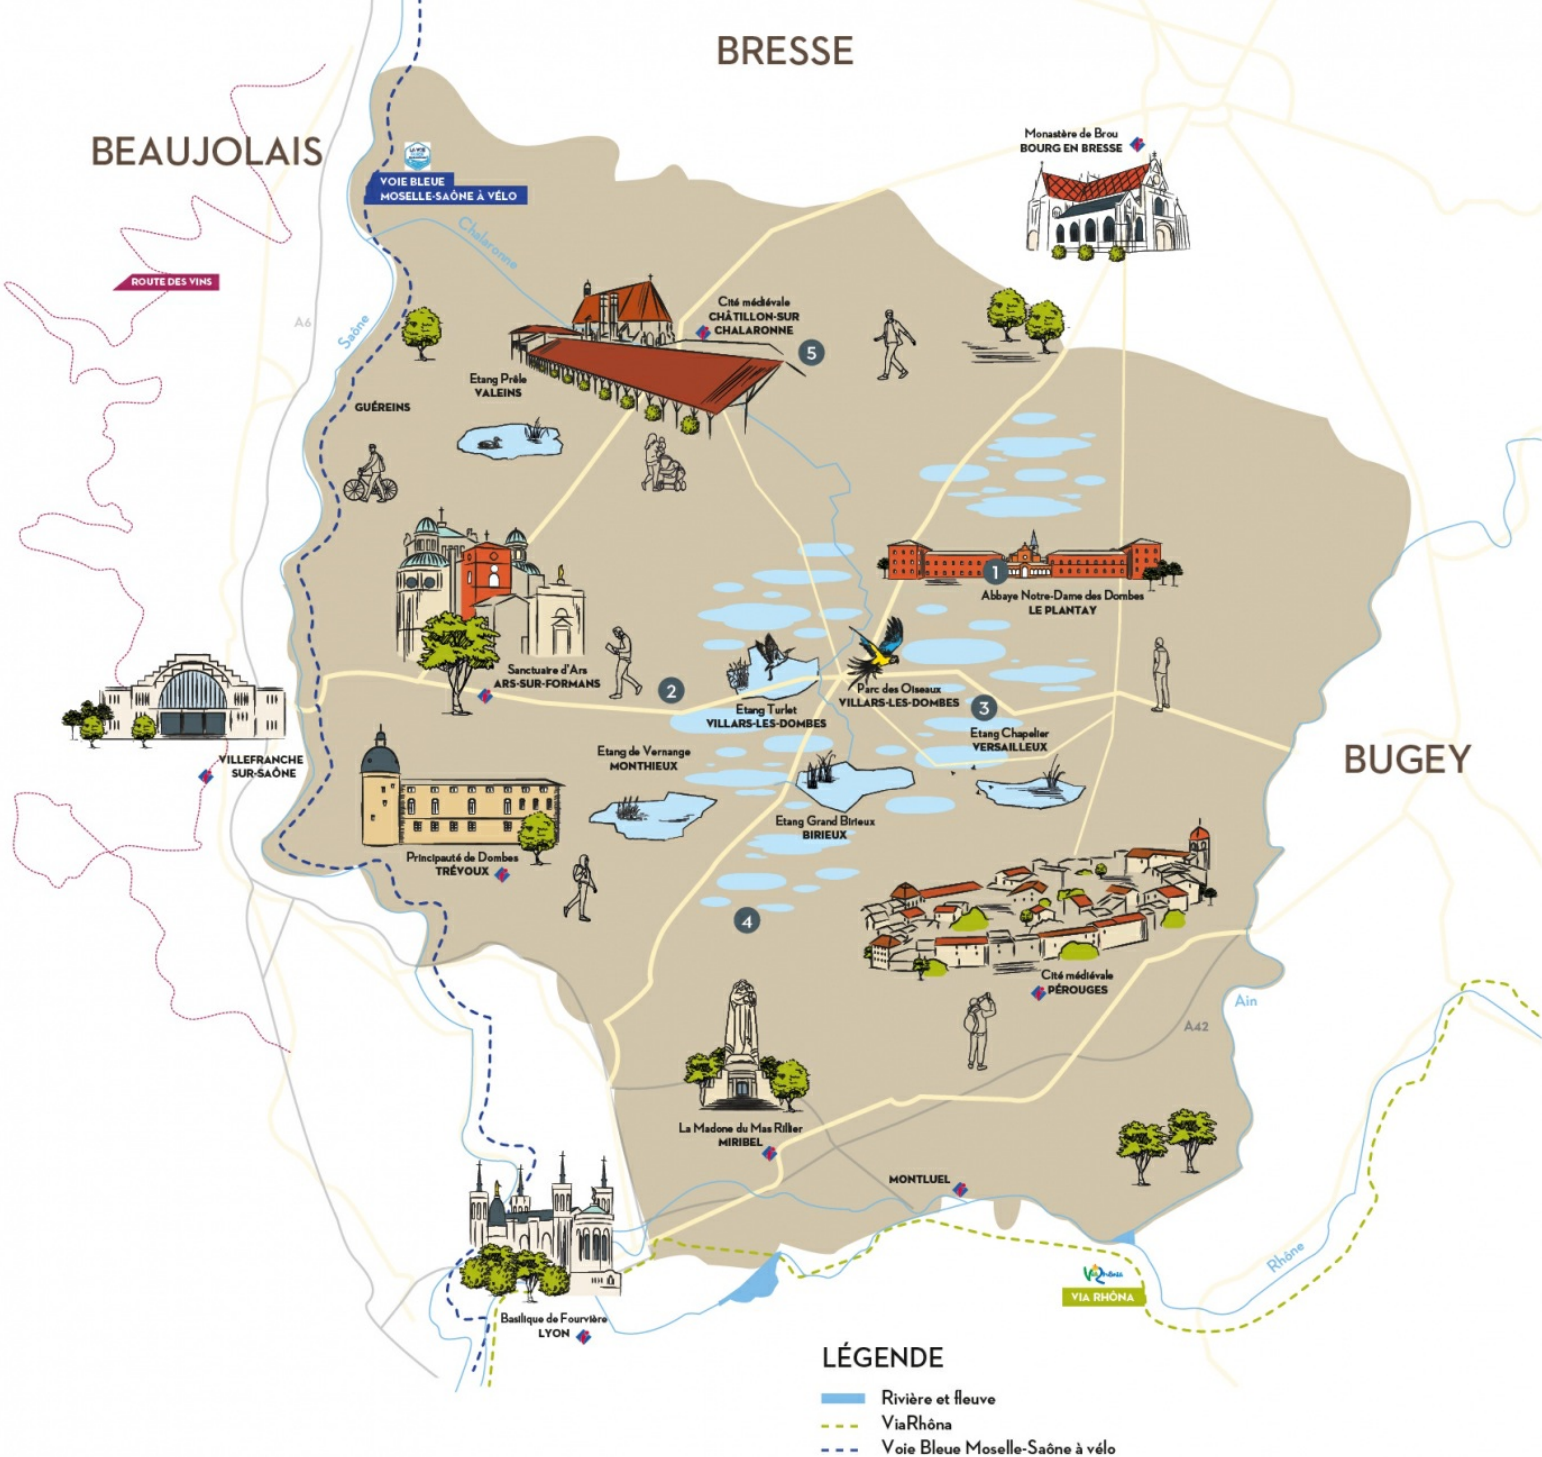 BRESSE
BEAUJOLAIS
Monastère de Brou
BOURG EN BRESSE
LA VOIE
BLEUE
VOIE BLEUE
MOSELLE-SAÔNE À VÉLO
Chalaronne
ROUTE DES VINS
A6
Saône
Cité médiévale
CHÂTILLON-SUR
CHALARONNE
5
Etang Prêle
VALEINS
GUÉREINS
1
Abbaye Notre-Dame des Dombes
LE PLANTAY
Sanctuaire d'Ars
ARS-SUR-FORMANS
2
Parc des Oiseaux
VILLARS-LES-DOMBES
3
Etang Turlet
VILLARS-LES-DOMBES
Etang Chapelier
VERSAILLEUX
Etang de Vernange
MONTHIEUX
VILLEFRANCHE
SUR-SAÔNE
BUGEY
Etang Grand Birieux
BIRIEUX
Principauté de Dombes
TRÉVOUX
4
Cité médiévale
PÉROUGES
Ain
A42
La Madone du Mas Rillier
MIRIBEL
MONTLUEL
Rhône
ViaRhôna
VIA RHÔNA
Basilique de Fourvière
LYON
LÉGENDE
Rivière et fleuve
ViaRhôna
Voie Bleue Moselle-Saône à vélo